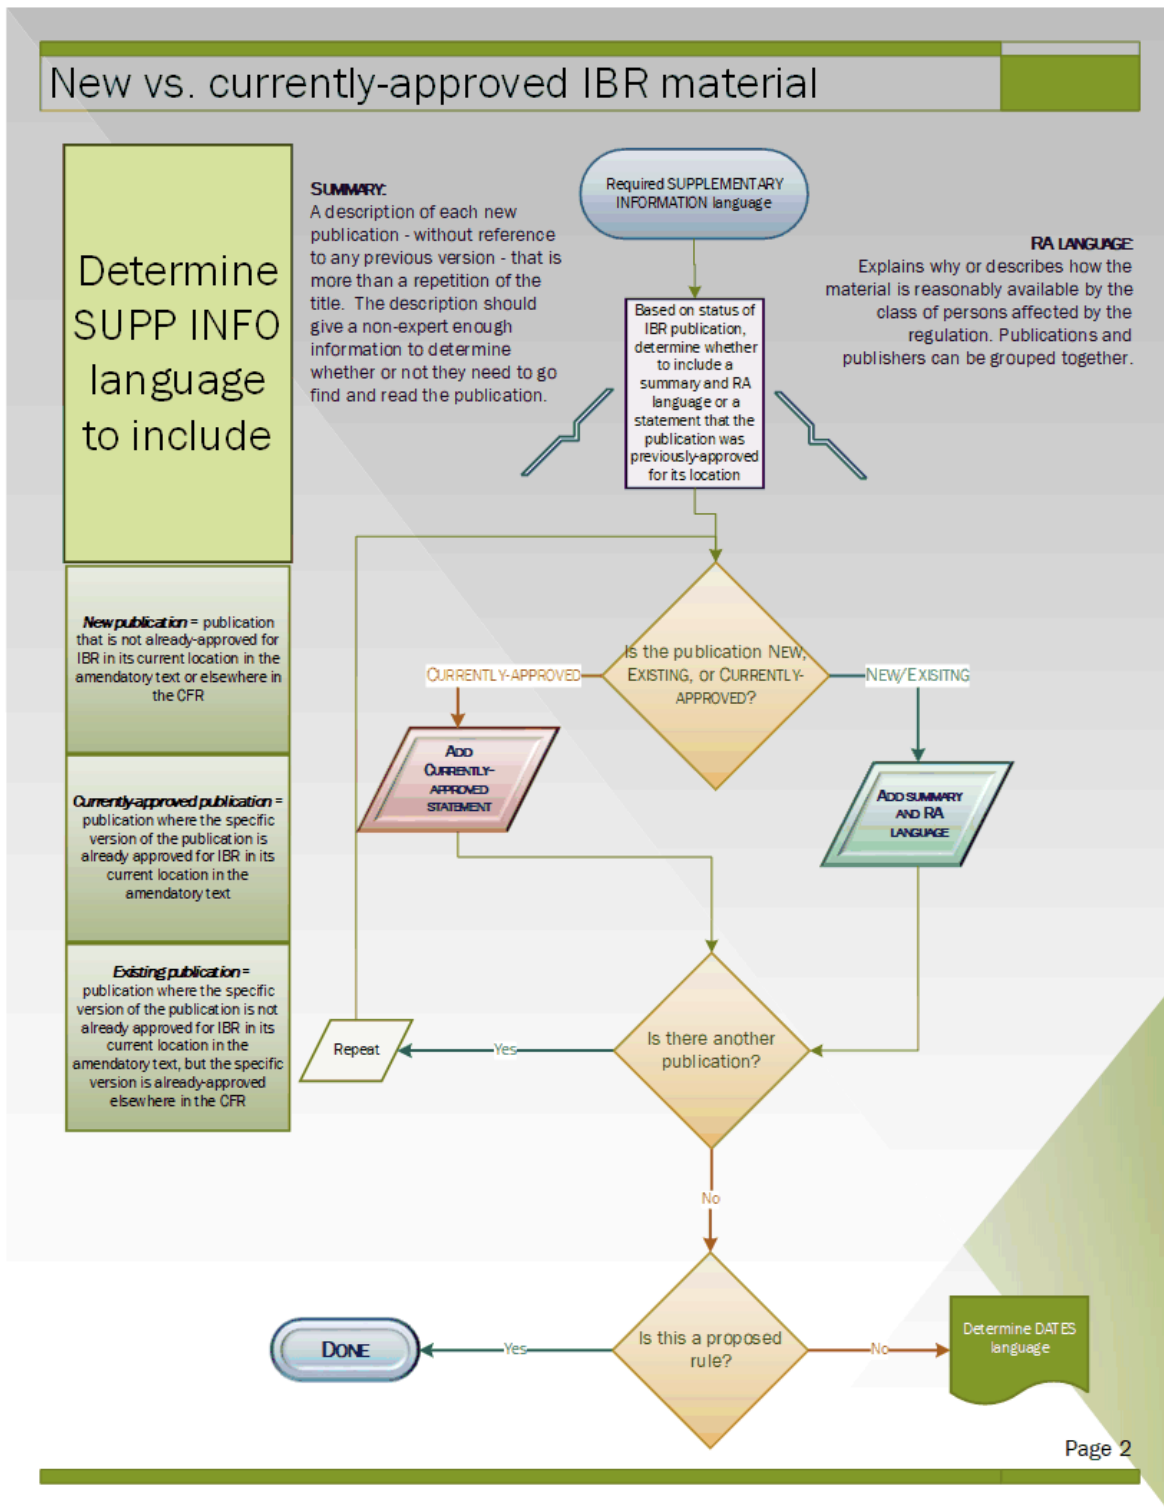 New vs. currently-approved IBR material
Determine
SUPP INFO
language
to include
SUMMARY:
A description of each new
publication - without reference
to any previous version - that is
more than a repetition of the
title. The description should
give a non-expert enough
information to determine
whether or not they need to go
find and read the publication.
Required SUPPLEMENTARY
INFORMATION language
RA LANGUAGE:
Explains why or describes how the
material is reasonably available by the
class of persons affected by the
regulation. Publications and
publishers can be grouped together.
Based on status of
IBR publication,
determine whether
to include a
summary and RA
language or a
statement that the
publication was
previously-approved
for its location
New publication = publication
that is not already-approved for
IBR in its current location in the
amendatory text or elsewhere in
the CFR
Currently-approved publication =
publication where the specific
version of the publication is
already approved for IBR in its
current location in the
amendatory text
Existing publication =
publication where the specific
version of the publication is not
already approved for IBR in its
current location in the
amendatory text, but the specific
version is already-approved
elsewhere in the CFR
Is the publication NEW,
EXISTING, or CURRENTLY-
APPROVED?
CURRENTLY-APPROVED
NEW/EXISITNG
ADD
CURRENTLY-
APPROVED
STATEMENT
ADD SUMMARY
AND RA
LANGUAGE
Is there another
publication?
Yes
Repeat
No
Is this a proposed
rule?
Yes
DONE
No
Determine DATES
language
Page 2